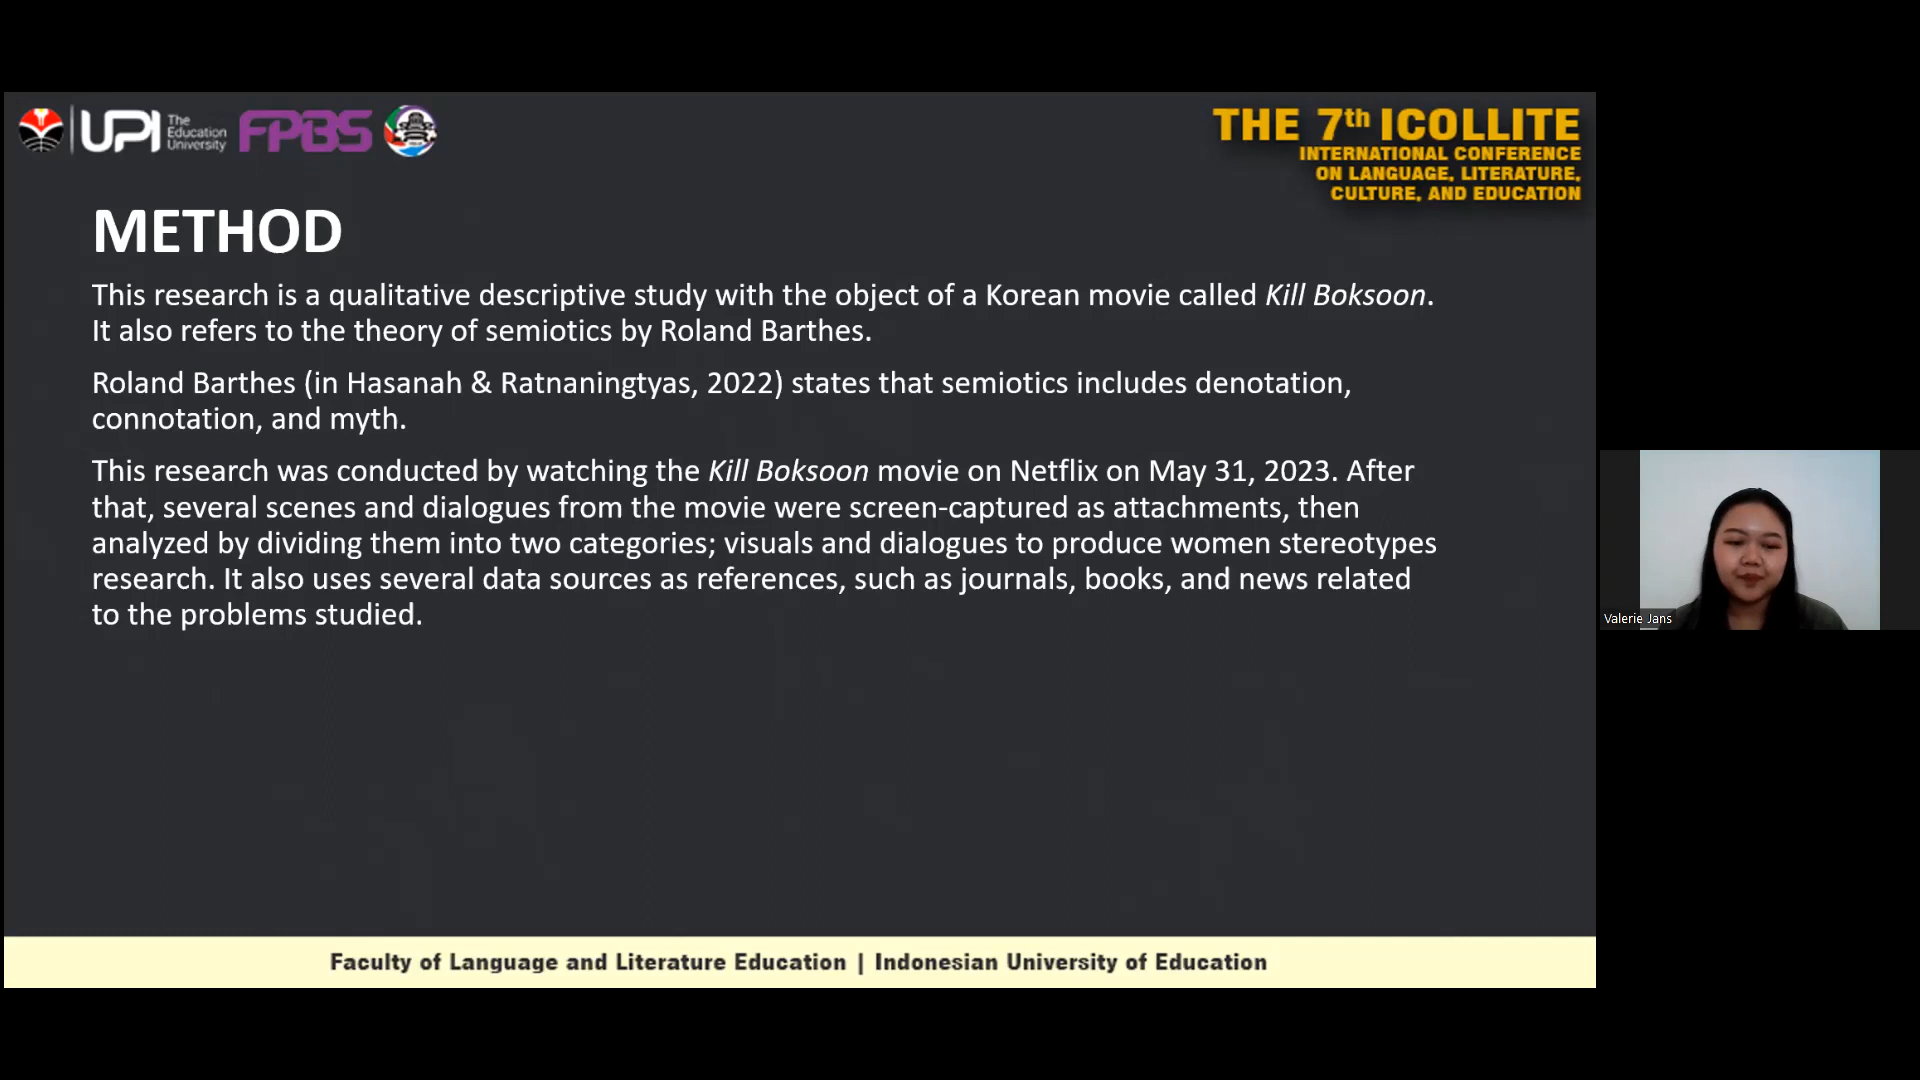 UPI
The
Education
University
FPBS
THE 7th ICOLLITE
INTERNATIONAL CONFERENCE
ON LANGUAGE, LITERATURE,
CULTURE, AND EDUCATION
METHOD
This research is a qualitative descriptive study with the object of a Korean movie called Kill Boksoon.
It also refers to the theory of semiotics by Roland Barthes.
Roland Barthes (in Hasanah & Ratnaningtyas, 2022) states that semiotics includes denotation,
connotation, and myth.
This research was conducted by watching the Kill Boksoon movie on Netflix on May 31, 2023. After
that, several scenes and dialogues from the movie were screen-captured as attachments, then
analyzed by dividing them into two categories; visuals and dialogues to produce women stereotypes
research. It also uses several data sources as references, such as journals, books, and news related
to the problems studied.
Valerie Jans
Faculty of Language and Literature Education | Indonesian University of Education